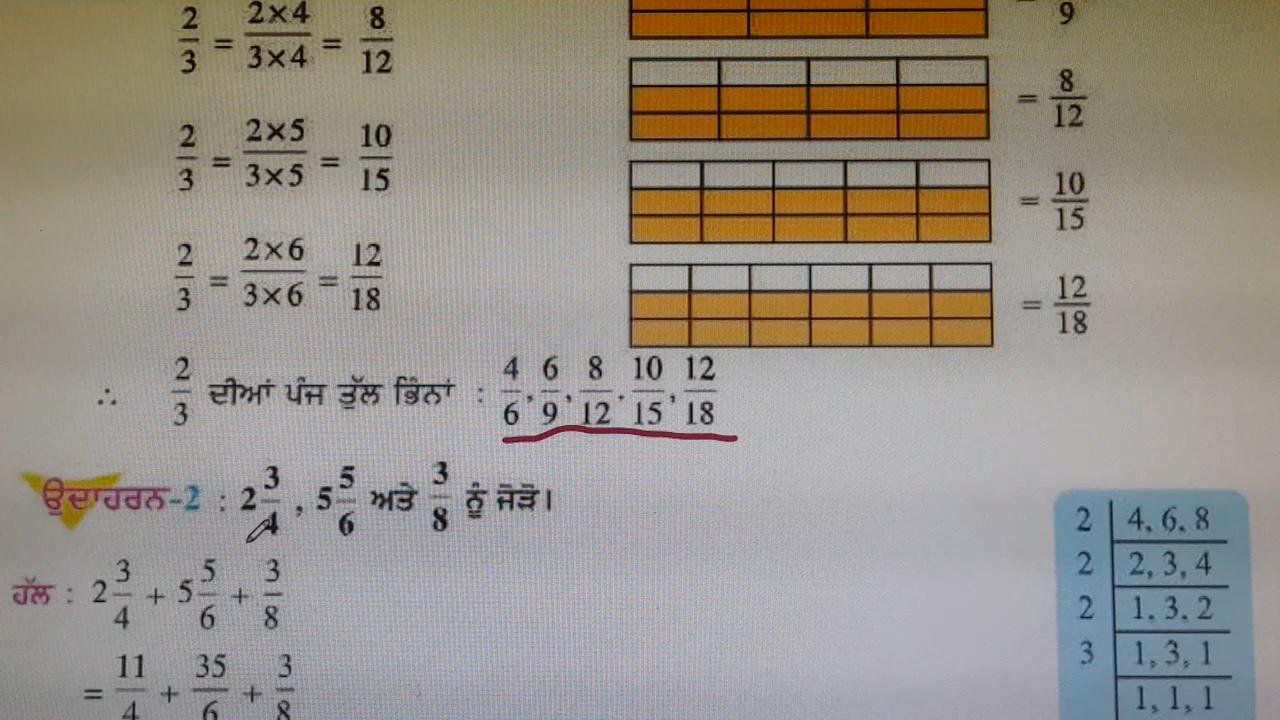 2/3 = 2×4/3×4 = 8/12
9
= 8/12
2/3 = 2×5/3×5 = 10/15
= 10/15
2/3 = 2×6/3×6 = 12/18
= 12/18
∴ 2/3 ਦੀਆਂ ਪੰਜ ਤੁੱਲ ਭਿੰਨਾਂ : 4/6, 6/9, 8/12, 10/15, 12/18
ਉਦਾਹਰਨ-2 : 2 3/4 , 5 5/6 ਅਤੇ 3/8 ਨੂੰ ਜੋੜੋ।
ਹੱਲ : 2 3/4 + 5 5/6 + 3/8
= 11/4 + 35/6 + 3/8
2 | 4, 6, 8
2 | 2, 3, 4
2 | 1, 3, 2
3 | 1, 3, 1
1, 1, 1